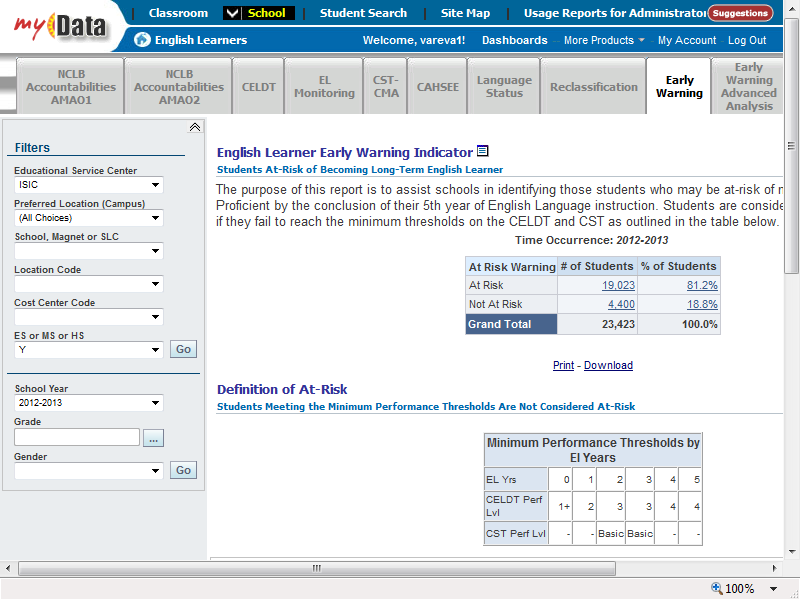 my Data
Classroom
School
Student Search
Site Map
Usage Reports for Administrator
Suggestions
English Learners
Welcome, vareva1!
Dashboards
More Products
My Account
Log Out
NCLB
Accountabilities
AMAO1
NCLB
Accountabilities
AMAO2
CELDT
EL
Monitoring
CST-
CMA
CAHSEE
Language
Status
Reclassification
Early
Warning
Early
Warning
Advanced
Analysis
Filters
Educational Service Center
ISIC
Preferred Location (Campus)
(All Choices)
School, Magnet or SLC
Location Code
Cost Center Code
ES or MS or HS
Y
Go
School Year
2012-2013
Grade
...
Gender
Go
English Learner Early Warning Indicator
Students At-Risk of Becoming Long-Term English Learner
The purpose of this report is to assist schools in identifying those students who may be at-risk of
Proficient by the conclusion of their 5th year of English Language instruction. Students are conside
if they fail to reach the minimum thresholds on the CELDT and CST as outlined in the table below.
Time Occurrence: 2012-2013
At Risk Warning # of Students % of Students
At Risk 19,023 81.2%
Not At Risk 4,400 18.8%
Grand Total 23,423 100.0%
Print - Download
Definition of At-Risk
Students Meeting the Minimum Performance Thresholds Are Not Considered At-Risk
Minimum Performance Thresholds by
El Years
EL Yrs 0 1 2 3 4 5
CELDT Perf
Lvl 1+ 2 3 3 4 4
CST Perf Lvl - - Basic Basic - -
100%